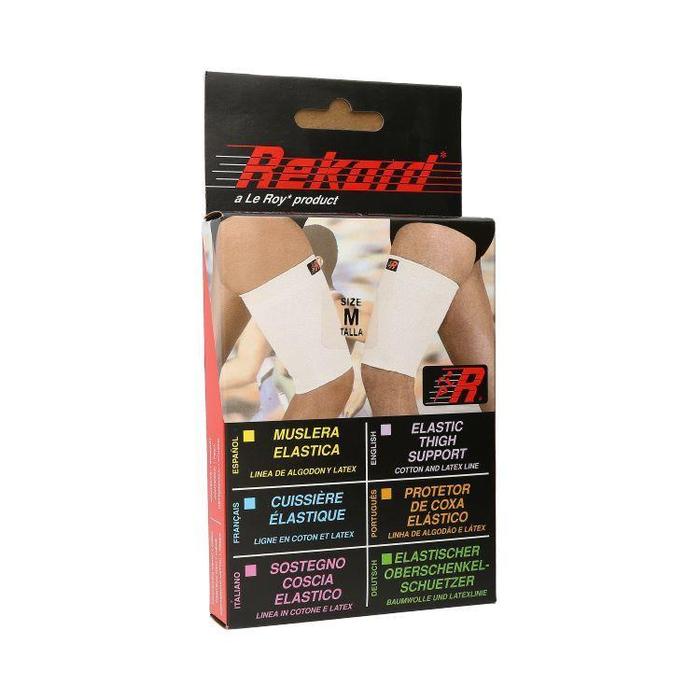 Rekord*
a Le Roy* product
R
R
SIZE
M
TALLA
R
ESPAÑOL
MUSLERA
ELASTICA
LINEA DE ALGODON Y LATEX
ENGLISH
ELASTIC
THIGH
SUPPORT
COTTON AND LATEX LINE
FRANÇAIS
CUISSIÈRE
ÉLASTIQUE
LIGNE EN COTON ET LATEX
PORTUGUÊS
PROTETOR
DE COXA
ELÁSTICO
LINHA DE ALGODÃO E LÁTEX
ITALIANO
SOSTEGNO
COSCIA
ELASTICO
LINEA IN COTONE E LATEX
DEUTSCH
ELASTISCHER
OBERSCHENKEL-
SCHUETZER
BAUMWOLLE UND LATEXLINIE